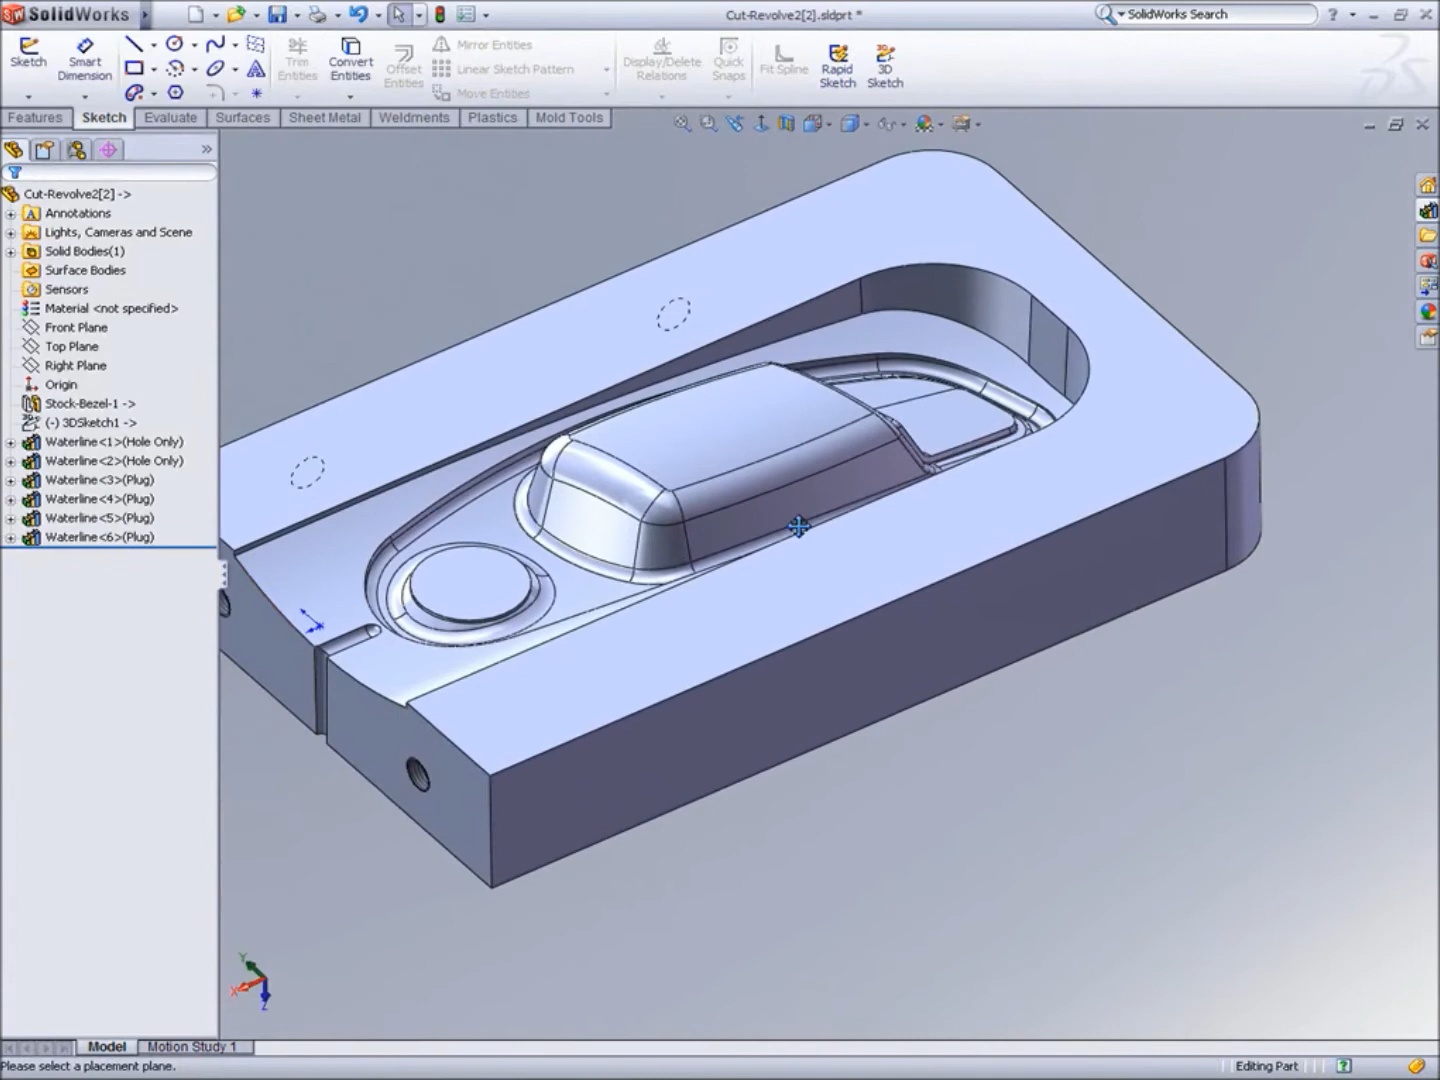 SolidWorks
Cut-Revolve2[2].sldprt *
SolidWorks Search
Sketch
Smart Dimension
Trim Entities
Convert Entities
Offset Entities
Mirror Entities
Linear Sketch Pattern
Move Entities
Display/Delete Relations
Quick Snaps
Fit Spline
Rapid Sketch
3D Sketch
Features
Sketch
Evaluate
Surfaces
Sheet Metal
Weldments
Plastics
Mold Tools
Cut-Revolve2[2] ->
Annotations
Lights, Cameras and Scene
Solid Bodies(1)
Surface Bodies
Sensors
Material <not specified>
Front Plane
Top Plane
Right Plane
Origin
Stock-Bezel-1 ->
(-) 3DSketch1 ->
Waterline<1>(Hole Only)
Waterline<2>(Hole Only)
Waterline<3>(Plug)
Waterline<4>(Plug)
Waterline<5>(Plug)
Waterline<6>(Plug)
Y
X
Z
Model
Motion Study 1
Please select a placement plane.
Editing Part